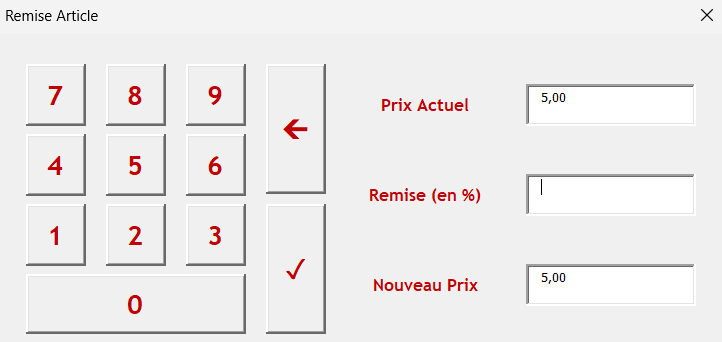 Remise Article
7 8 9
←
Prix Actuel 5,00
4 5 6
Remise (en %)
1 2 3
✓
Nouveau Prix 5,00
0